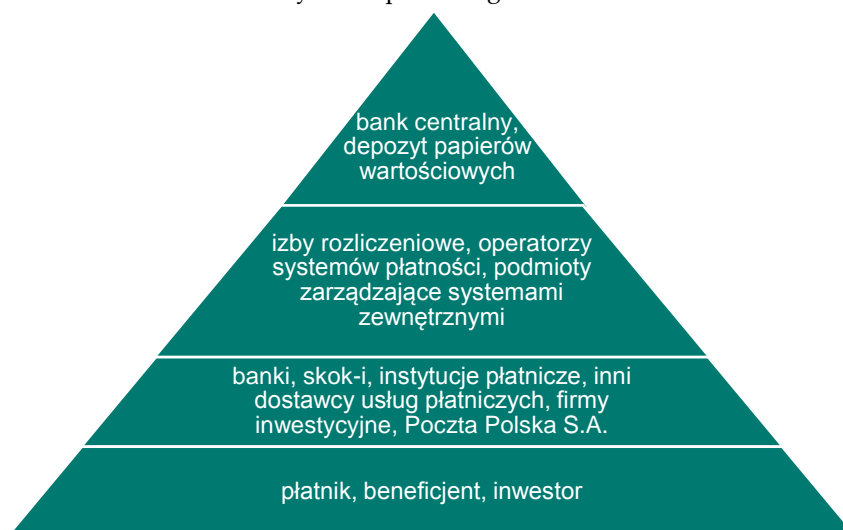 bank centralny,
depozyt papierów
wartościowych
izby rozliczeniowe, operatorzy
systemów płatności, podmioty
zarządzające systemami
zewnętrznymi
banki, skok-i, instytucje płatnicze, inni
dostawcy usług płatniczych, firmy
inwestycyjne, Poczta Polska S.A.
płatnik, beneficjent, inwestor